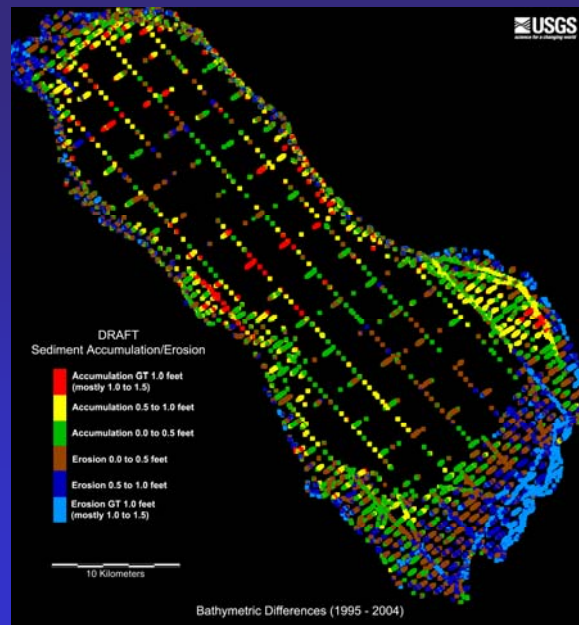 USGS
science for a changing world
DRAFT
Sediment Accumulation/Erosion
Accumulation GT 1.0 feet
(mostly 1.0 to 1.5)
Accumulation 0.5 to 1.0 feet
Accumulation 0.0 to 0.5 feet
Erosion 0.0 to 0.5 feet
Erosion 0.5 to 1.0 feet
Erosion GT 1.0 feet
(mostly 1.0 to 1.5)
10 Kilometers
Bathymetric Differences (1995 - 2004)